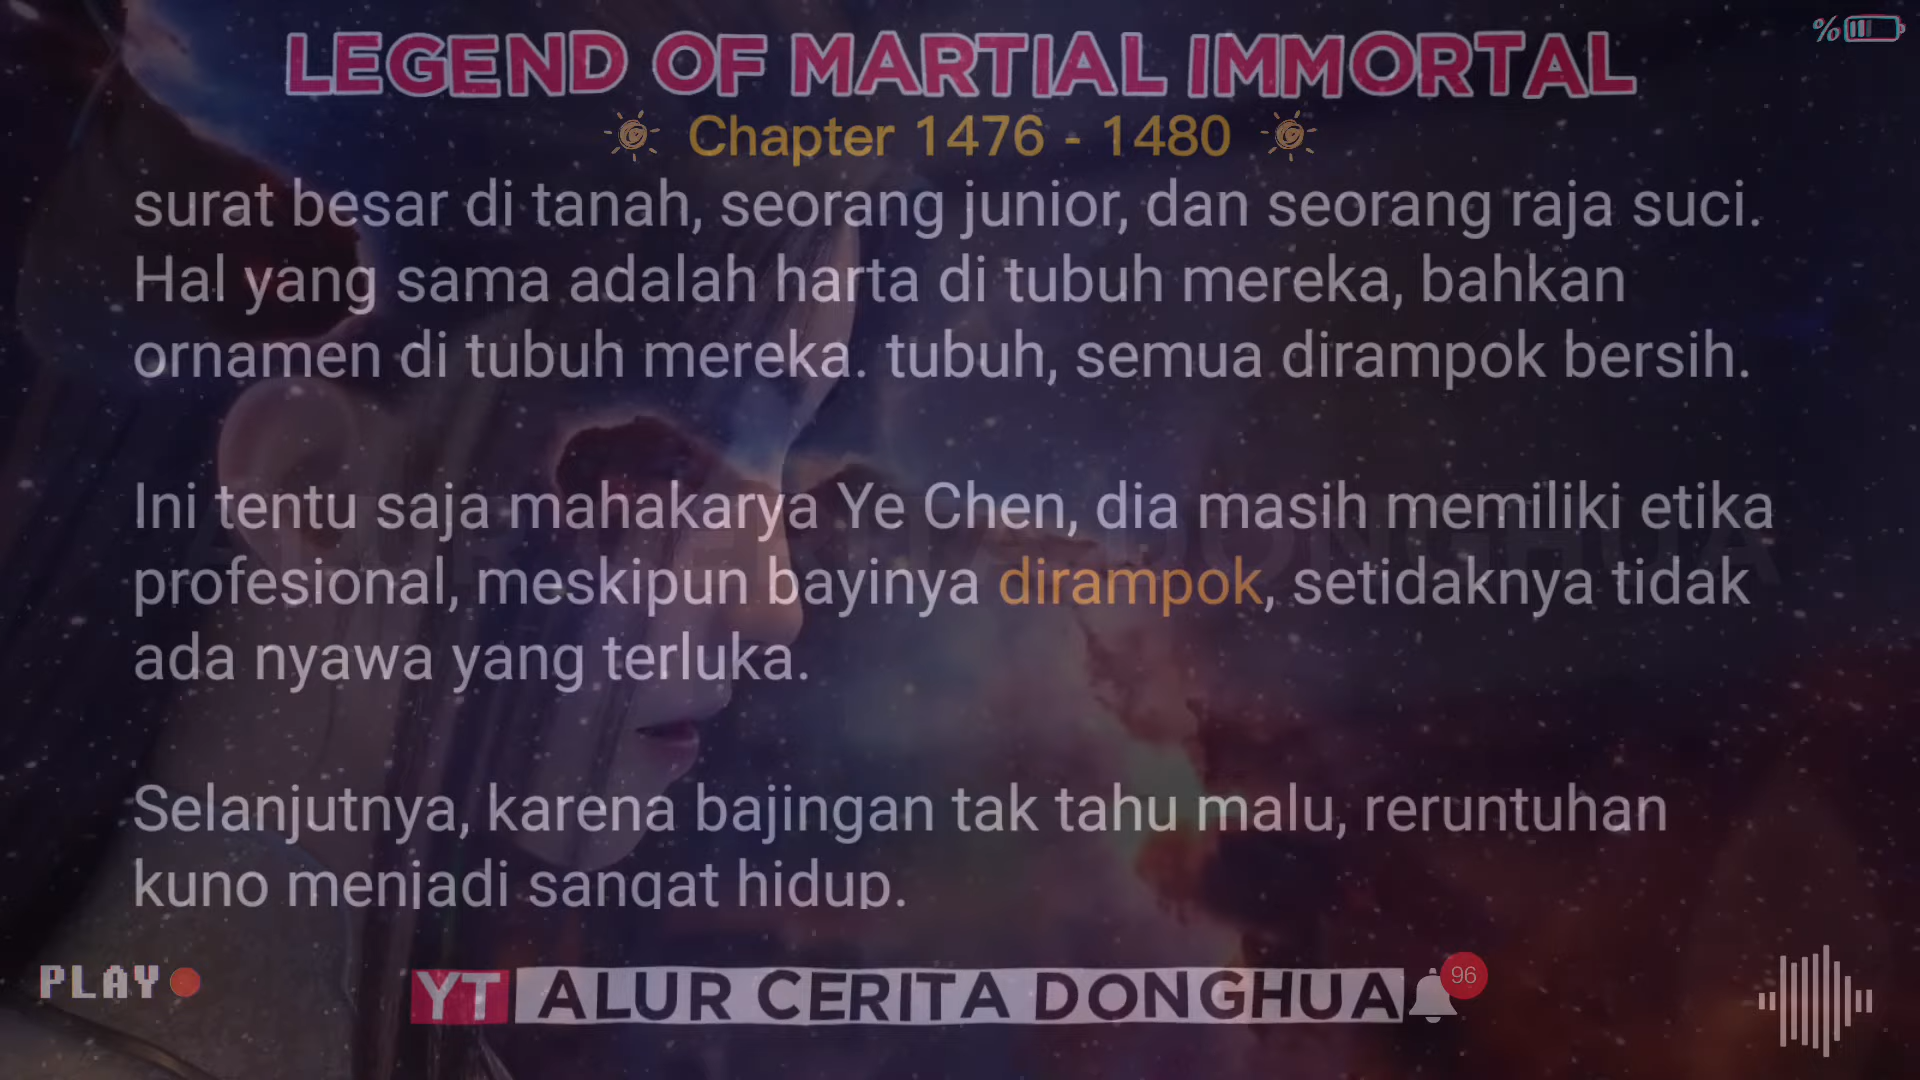 %
LEGEND OF MARTIAL IMMORTAL
Chapter 1476 - 1480
surat besar di tanah, seorang junior, dan seorang raja suci.
Hal yang sama adalah harta di tubuh mereka, bahkan
ornamen di tubuh mereka. tubuh, semua dirampok bersih.
Ini tentu saja mahakarya Ye Chen, dia masih memiliki etika
profesional, meskipun bayinya dirampok, setidaknya tidak
ada nyawa yang terluka.
Selanjutnya, karena bajingan tak tahu malu, reruntuhan
kuno menjadi sangat hidup.
PLAY
YT ALUR CERITA DONGHUA 96